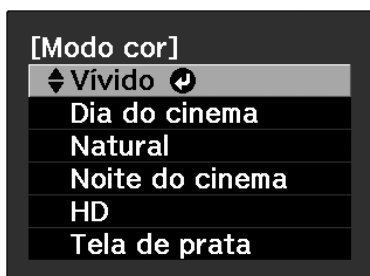 [Modo cor]
Vívido
Dia do cinema
Natural
Noite do cinema
HD
Tela de prata